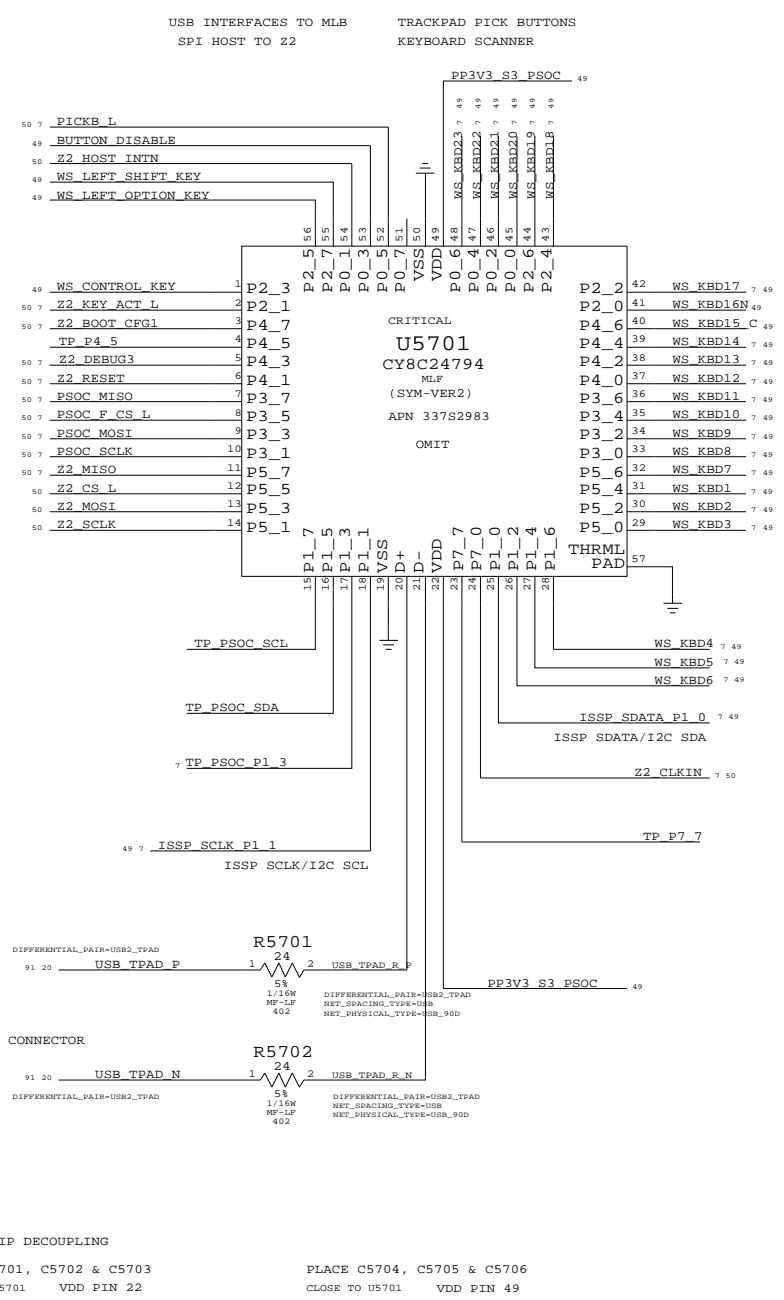 USB INTERFACES TO MLB
SPI HOST TO Z2
TRACKPAD PICK BUTTONS
KEYBOARD SCANNER
PP3V3_S3_PSOC 49
50 7 PICKB_L
49 BUTTON_DISABLE
50 Z2_HOST_INTN
49 WS_LEFT_SHIFT_KEY
49 WS_LEFT_OPTION_KEY
WS_KBD23 7 49
WS_KBD22 7 49
WS_KBD21 7 49
WS_KBD20 7 49
WS_KBD19 7 49
WS_KBD18 7 49
56 55 54 53 52 51 50 49 48 47 46 45 44 43
P2_5 P2_7 P0_1 P0_3 P0_5 P0_7 VSS VDD P0_6 P0_4 P0_2 P0_0 P2_6 P2_4
49 WS_CONTROL_KEY 1 P2_3
50 7 Z2_KEY_ACT_L 2 P2_1
50 7 Z2_BOOT_CFG1 3 P4_7
TP_P4_5 4 P4_5
50 7 Z2_DEBUG3 5 P4_3
50 7 Z2_RESET 6 P4_1
50 7 PSOC_MISO 7 P3_7
50 7 PSOC_F_CS_L 8 P3_5
50 7 PSOC_MOSI 9 P3_3
50 7 PSOC_SCLK 10 P3_1
50 7 Z2_MISO 11 P5_7
50 Z2_CS_L 12 P5_5
50 Z2_MOSI 13 P5_3
50 Z2_SCLK 14 P5_1
CRITICAL
U5701
CY8C24794
MLF
(SYM-VER2)
APN 337S2983
OMIT
P2_2 42 WS_KBD17 7 49
P2_0 41 WS_KBD16N 49
P4_6 40 WS_KBD15_C 49
P4_4 39 WS_KBD14 7 49
P4_2 38 WS_KBD13 7 49
P4_0 37 WS_KBD12 7 49
P3_6 36 WS_KBD11 7 49
P3_4 35 WS_KBD10 7 49
P3_2 34 WS_KBD9 7 49
P3_0 33 WS_KBD8 7 49
P5_6 32 WS_KBD7 7 49
P5_4 31 WS_KBD1 7 49
P5_2 30 WS_KBD2 7 49
P5_0 29 WS_KBD3 7 49
THRML
PAD 57
P1_7 P1_5 P1_3 P1_1 VSS D+ D- VDD P7_7 P7_0 P1_0 P1_2 P1_4 P1_6
15 16 17 18 19 20 21 22 23 24 25 26 27 28
TP_PSOC_SCL
WS_KBD4 7 49
WS_KBD5 7 49
WS_KBD6 7 49
TP_PSOC_SDA
ISSP_SDATA_P1_0 7 49
ISSP SDATA/I2C SDA
7 TP_PSOC_P1_3
Z2_CLKIN 7 50
TP_P7_7
49 7 ISSP_SCLK_P1_1
ISSP SCLK/I2C SCL
R5701
DIFFERENTIAL_PAIR=USB2_TPAD
24
91 20 USB_TPAD_P 1 2 USB_TPAD_R_P
5%
1/16W
MF-LF
402
DIFFERENTIAL_PAIR=USB2_TPAD
NET_SPACING_TYPE=USB
NET_PHYSICAL_TYPE=USB_90D
PP3V3_S3_PSOC 49
CONNECTOR
R5702
24
91 20 USB_TPAD_N 1 2 USB_TPAD_R_N
DIFFERENTIAL_PAIR=USB2_TPAD
5%
1/16W
MF-LF
402
DIFFERENTIAL_PAIR=USB2_TPAD
NET_SPACING_TYPE=USB
NET_PHYSICAL_TYPE=USB_90D
IP DECOUPLING
701, C5702 & C5703
5701 VDD PIN 22
PLACE C5704, C5705 & C5706
CLOSE TO U5701 VDD PIN 49